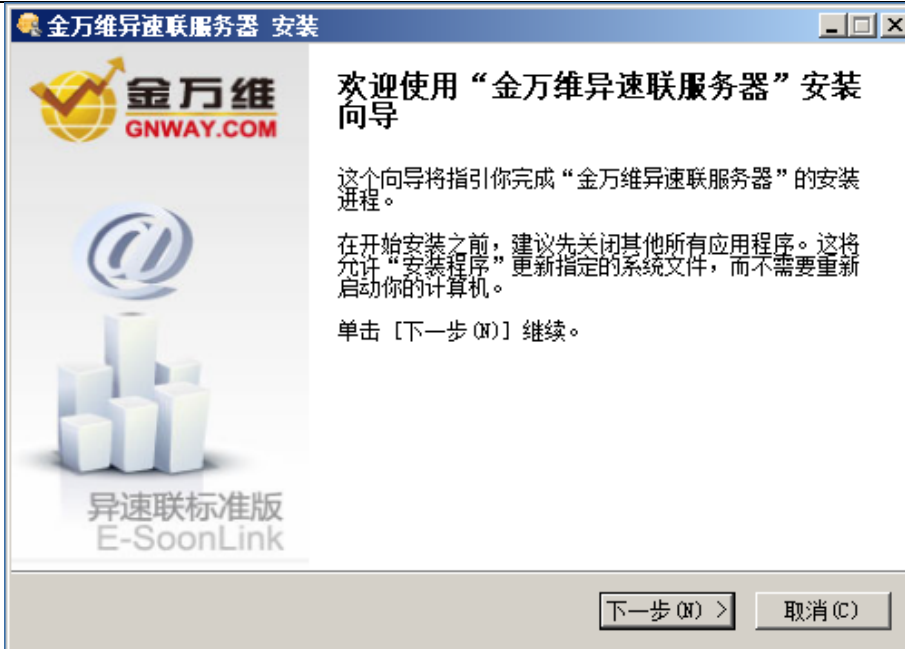 金万维异速联服务器 安装
金万维
GNWAY.COM
欢迎使用“金万维异速联服务器”安装
向导
这个向导将指引你完成“金万维异速联服务器”的安装
进程。
在开始安装之前，建议先关闭其他所有应用程序。这将
允许“安装程序”更新指定的系统文件，而不需要重新
启动你的计算机。
单击 [下一步(N)] 继续。
异速联标准版
E-SoonLink
下一步(N) >
取消(C)